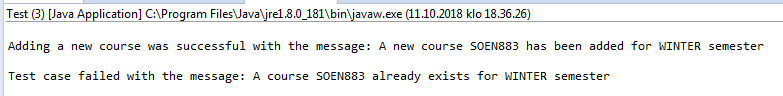 Test (3) [Java Application] C:\Program Files\Java\jre1.8.0_181\bin\javaw.exe (11.10.2018 klo 18.36.26)
Adding a new course was successful with the message: A new course SOEN883 has been added for WINTER semester
Test case failed with the message: A course SOEN883 already exists for WINTER semester